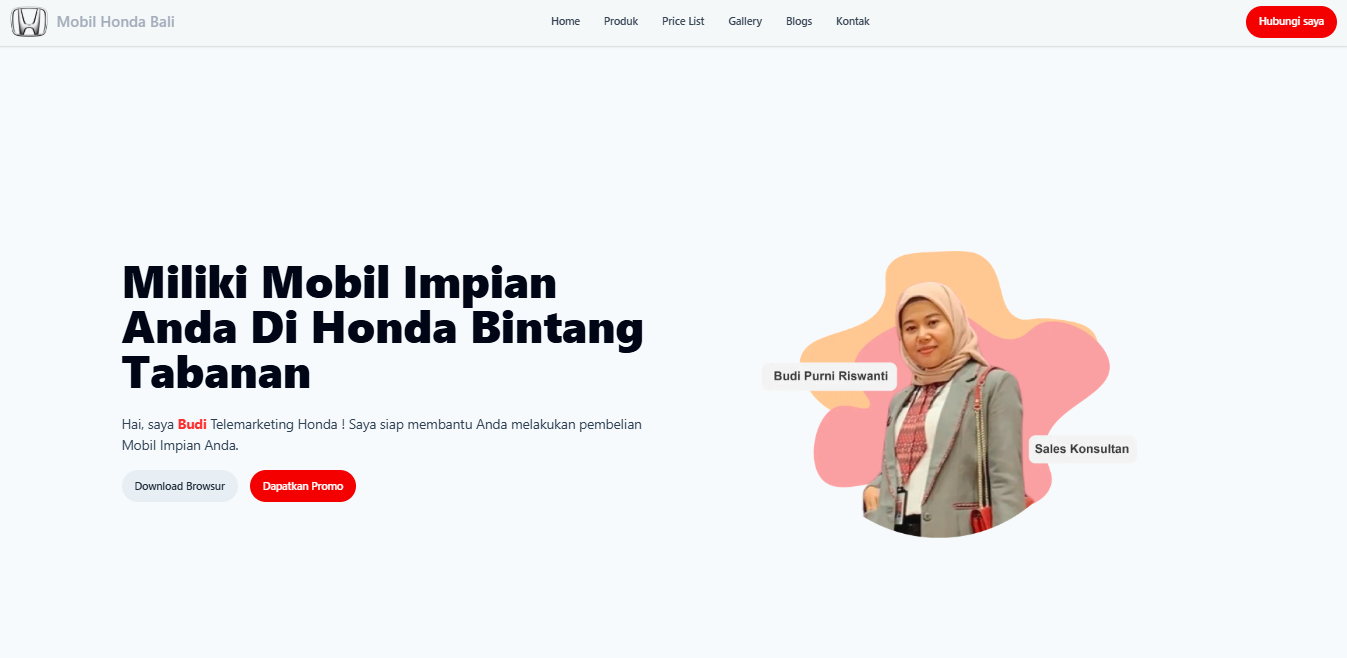 Mobil Honda Bali
Home
Produk
Price List
Gallery
Blogs
Kontak
Hubungi saya
Miliki Mobil Impian
Anda Di Honda Bintang
Tabanan
Hai, saya Budi Telemarketing Honda ! Saya siap membantu Anda melakukan pembelian
Mobil Impian Anda.
Download Browsur
Dapatkan Promo
Budi Purni Riswanti
Sales Konsultan